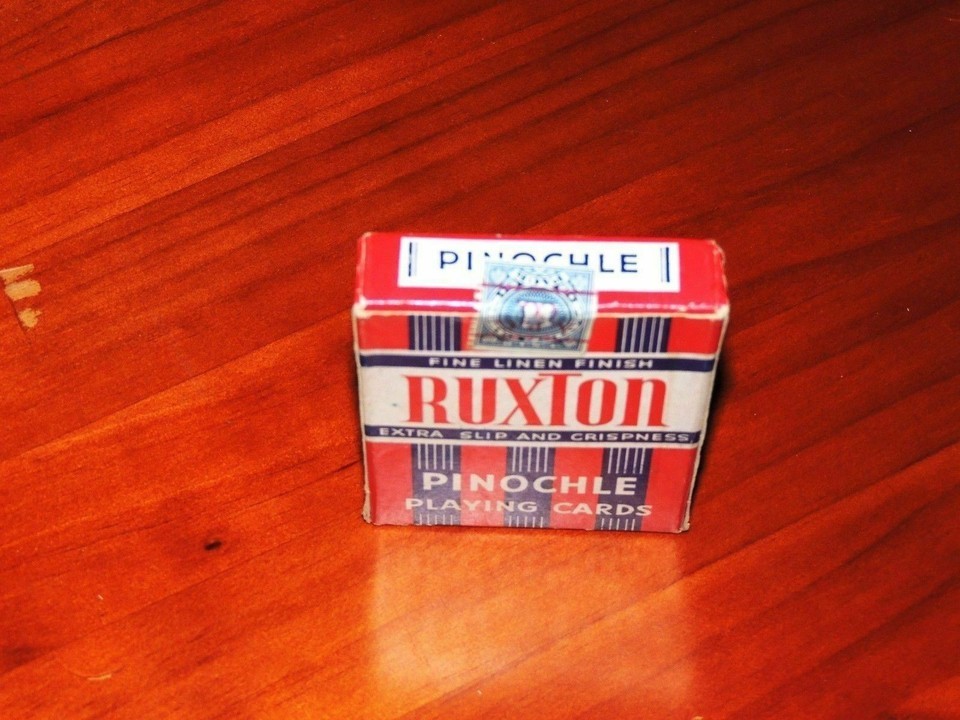 PINOCHLE
FINE LINEN FINISH
RUXTON
EXTRA SLIP AND CRISPNESS
PINOCHLE
PLAYING CARDS